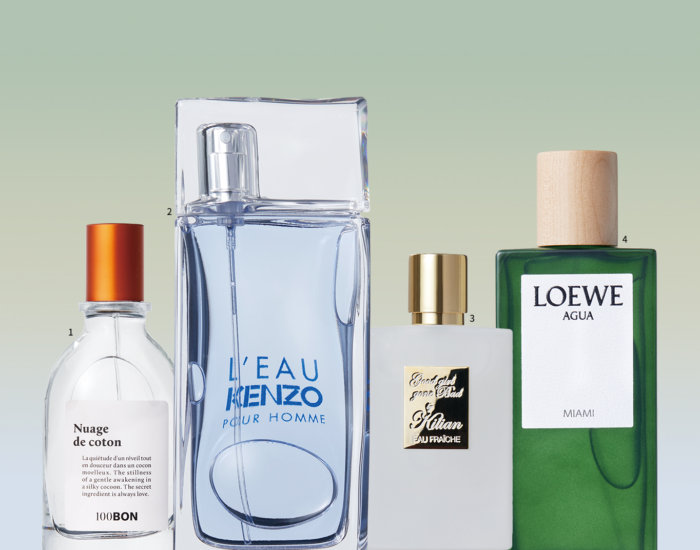 1
Nuage
de coton
La quiétude d'un réveil tout
en douceur dans un cocon
moelleux. The stillness
of a gentle awakening in
a silky cocoon. The secret
ingredient is always love.
100BON
2
L'EAU
KENZO
POUR HOMME
3
Good girl
gone Bad
By
Kilian
EAU FRAÎCHE
4
LOEWE
AGUA
MIAMI